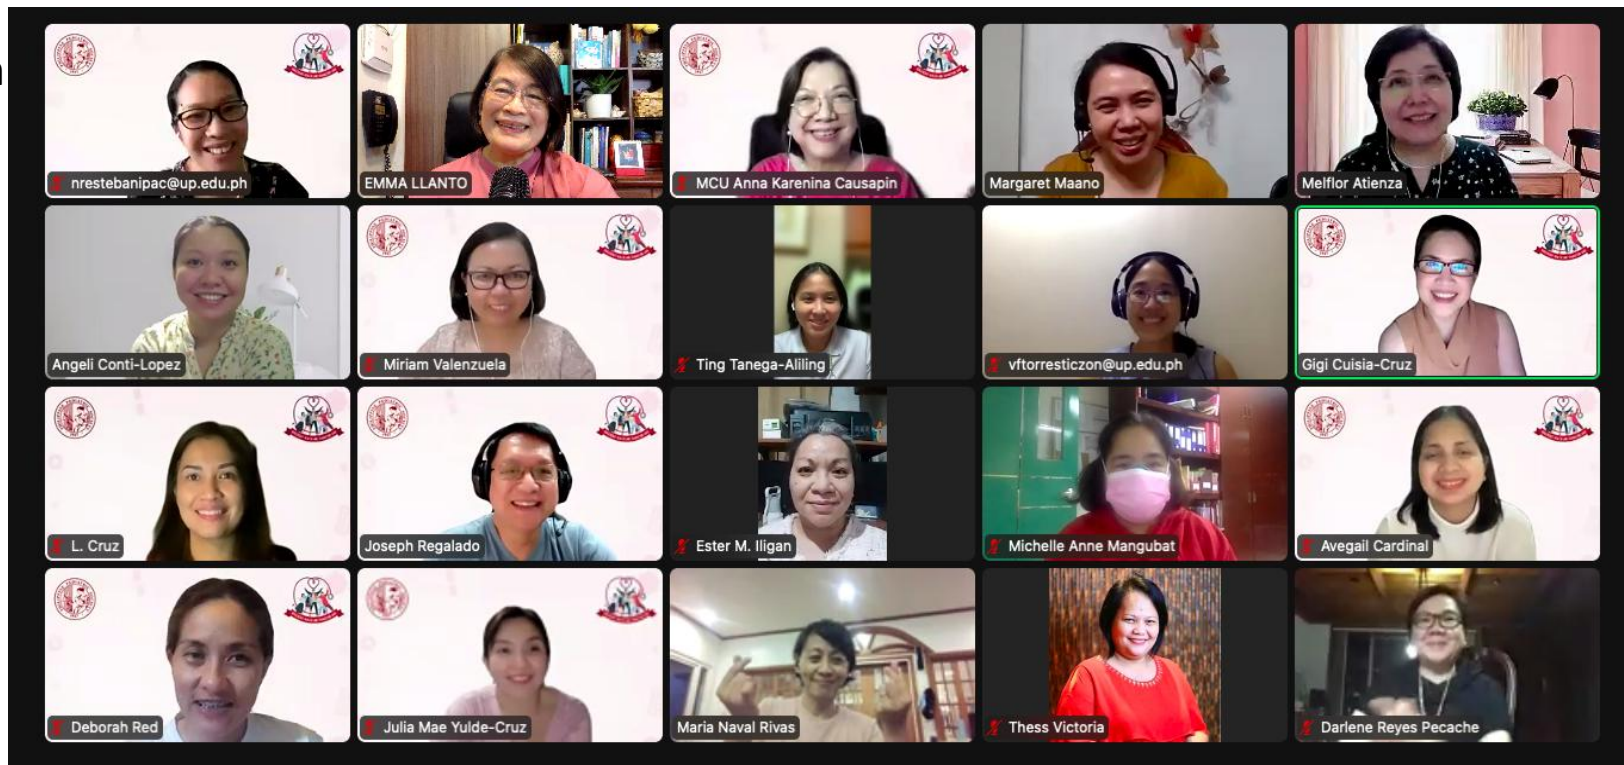 nrestebanipac@up.edu.ph
EMMA LLANTO
MCU Anna Karenina Causapin
Margaret Maano
Melflor Atienza
Angeli Conti-Lopez
Miriam Valenzuela
Ting Tanega-Aliling
vftorresticzon@up.edu.ph
Gigi Cuisia-Cruz
L. Cruz
Joseph Regalado
Ester M. Iligan
Michelle Anne Mangubat
Avegail Cardinal
Deborah Red
Julia Mae Yulde-Cruz
Maria Naval Rivas
Thess Victoria
Darlene Reyes Pecache